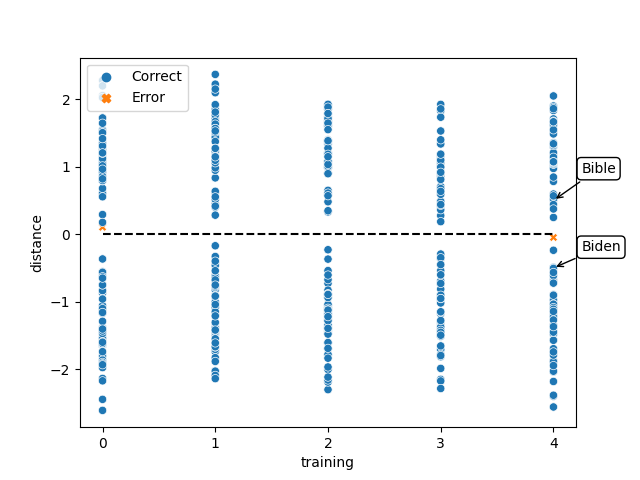 Correct
Error
2
1
0
−1
−2
distance
Bible
Biden
0 1 2 3 4
training